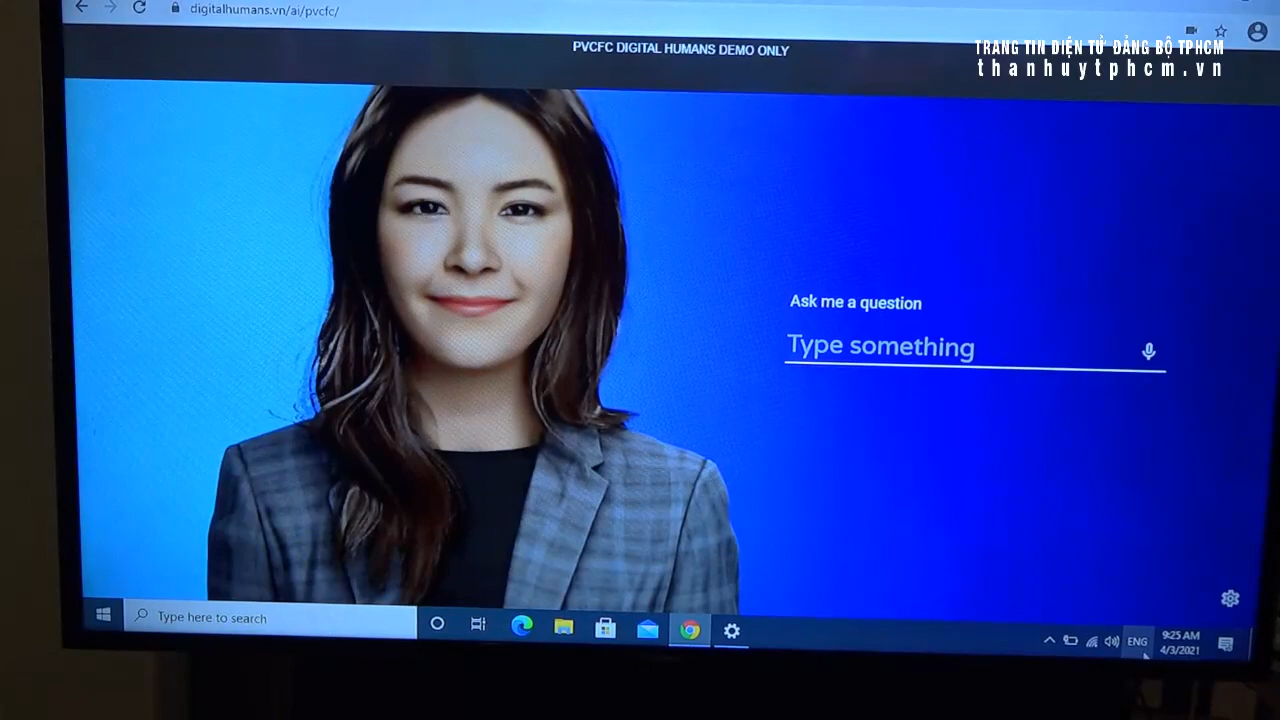 digitalhumans.vn/ai/pvcfc/
PVCFC DIGITAL HUMANS DEMO ONLY
TRANG TIN ĐIỆN TỬ ĐẢNG BỘ TPHCM
thanhuytphcm.vn
Ask me a question
Type something
Type here to search
ENG
9:25 AM
4/3/2021